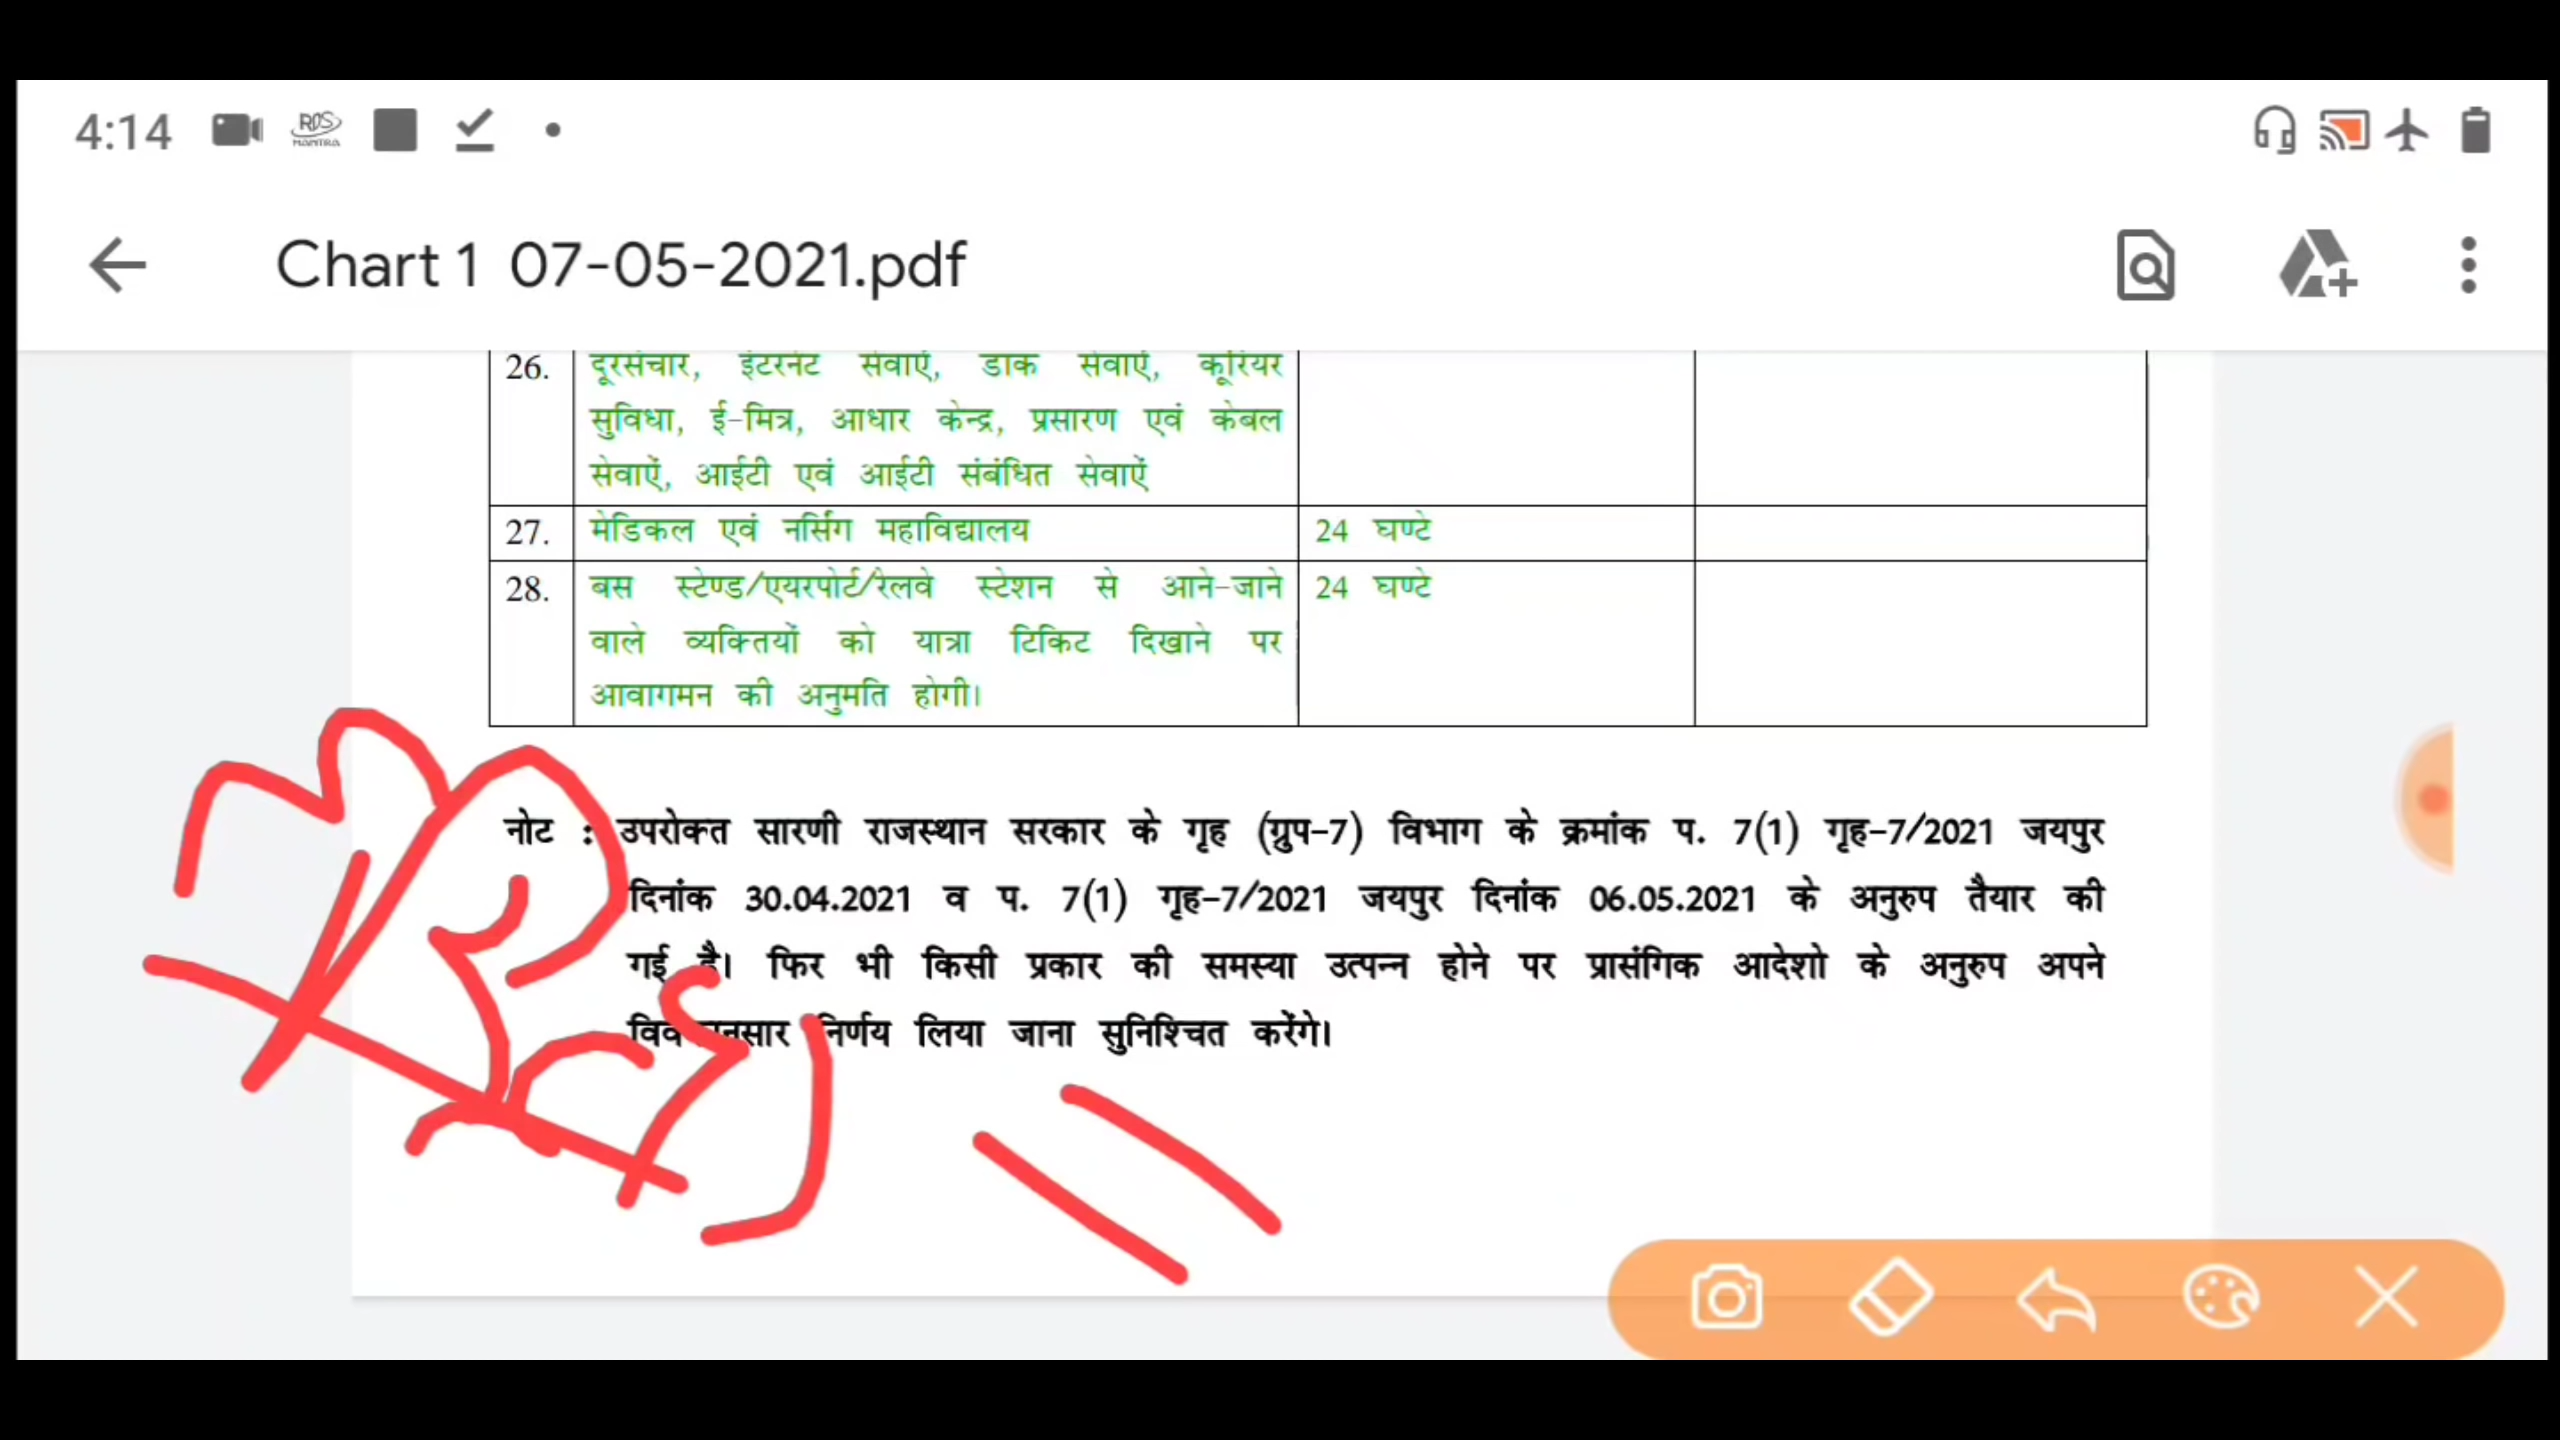 4:14 RDS MANTRA
Chart 1 07-05-2021.pdf
26. दूरसंचार, इंटरनेट सेवाऐं, डाक सेवाऐं, कूरियर
सुविधा, ई-मित्र, आधार केन्द्र, प्रसारण एवं केबल
सेवाऐं, आईटी एवं आईटी संबंधित सेवाऐं
27. मेडिकल एवं नर्सिंग महाविद्यालय 24 घण्टे
28. बस स्टेण्ड/एयरपोर्ट/रेलवे स्टेशन से आने-जाने 24 घण्टे
वाले व्यक्तियों को यात्रा टिकिट दिखाने पर
आवागमन की अनुमति होगी।
नोट : उपरोक्त सारणी राजस्थान सरकार के गृह (ग्रुप-7) विभाग के क्रमांक प. 7(1) गृह-7/2021 जयपुर
दिनांक 30.04.2021 व प. 7(1) गृह-7/2021 जयपुर दिनांक 06.05.2021 के अनुरुप तैयार की
गई है। फिर भी किसी प्रकार की समस्या उत्पन्न होने पर प्रासंगिक आदेशो के अनुरुप अपने
निर्णय लिया जाना सुनिश्चित करेंगे।